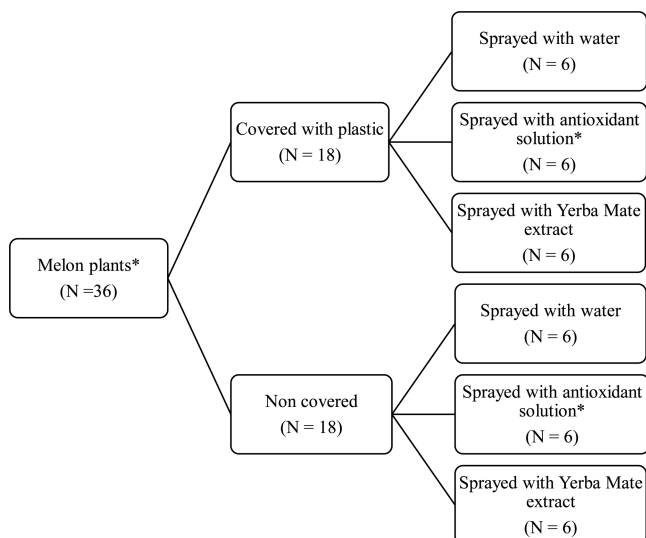 Melon plants*
(N =36)
Covered with plastic
(N = 18)
Sprayed with water
(N = 6)
Sprayed with antioxidant
solution*
(N = 6)
Sprayed with Yerba Mate
extract
(N = 6)
Non covered
(N = 18)
Sprayed with water
(N = 6)
Sprayed with antioxidant
solution*
(N = 6)
Sprayed with Yerba Mate
extract
(N = 6)